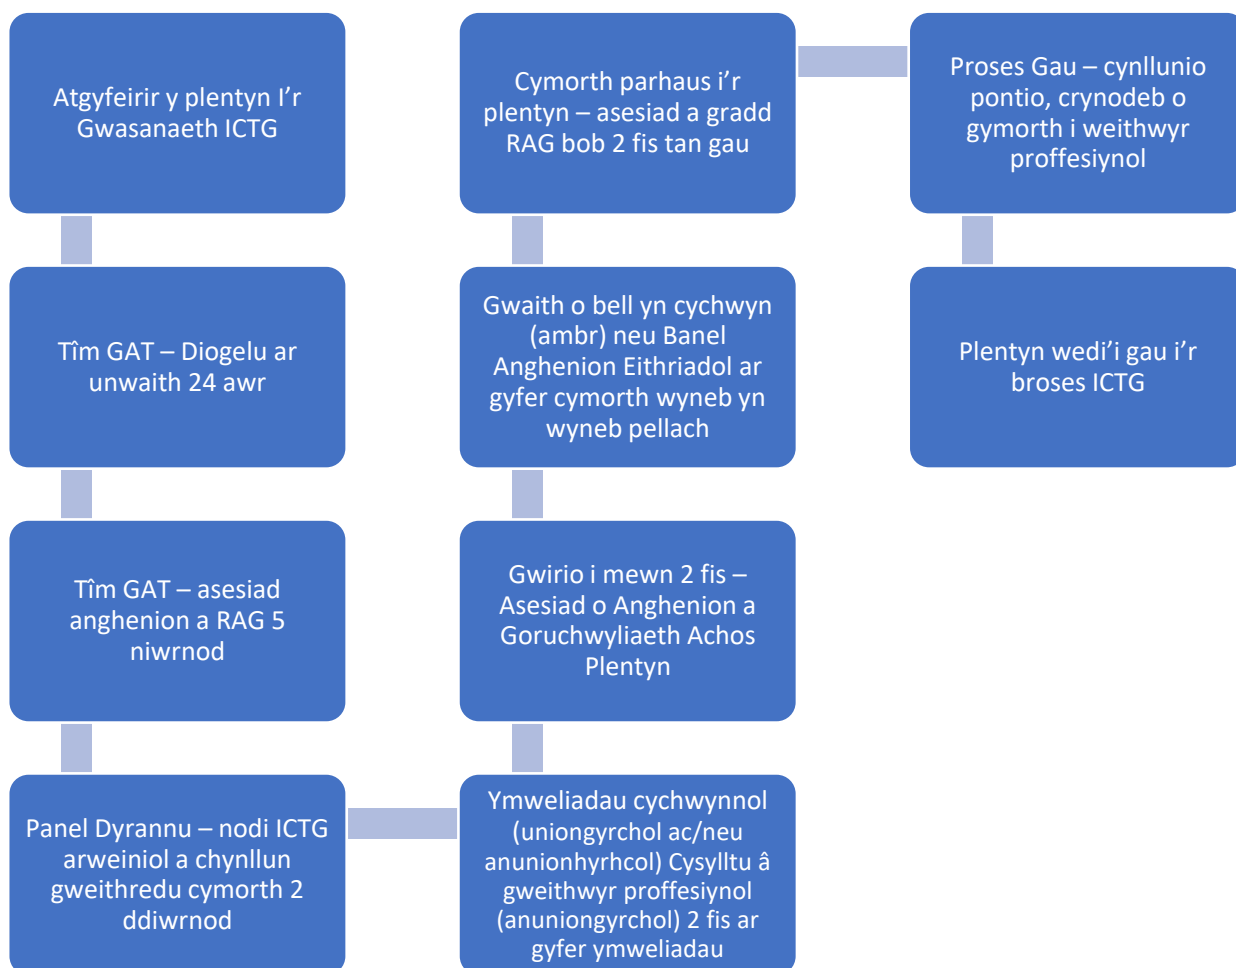 Atgyfeirir y plentyn I’r
Gwasanaeth ICTG
Tîm GAT – Diogelu ar
unwaith 24 awr
Tîm GAT – asesiad
anghenion a RAG 5
niwrnod
Panel Dyrannu – nodi ICTG
arweiniol a chynllun
gweithredu cymorth 2
ddiwrnod
Ymweliadau cychwynnol
(uniongyrchol ac/neu
anunionhyrhcol) Cysylltu â
gweithwyr proffesiynol
(anuniongyrchol) 2 fis ar
gyfer ymweliadau
Gwirio i mewn 2 fis –
Asesiad o Anghenion a
Goruchwyliaeth Achos
Plentyn
Gwaith o bell yn cychwyn
(ambr) neu Banel
Anghenion Eithriadol ar
gyfer cymorth wyneb yn
wyneb pellach
Cymorth parhaus i’r
plentyn – asesiad a gradd
RAG bob 2 fis tan gau
Proses Gau – cynllunio
pontio, crynodeb o
gymorth i weithwyr
proffesiynol
Plentyn wedi’i gau i’r
broses ICTG